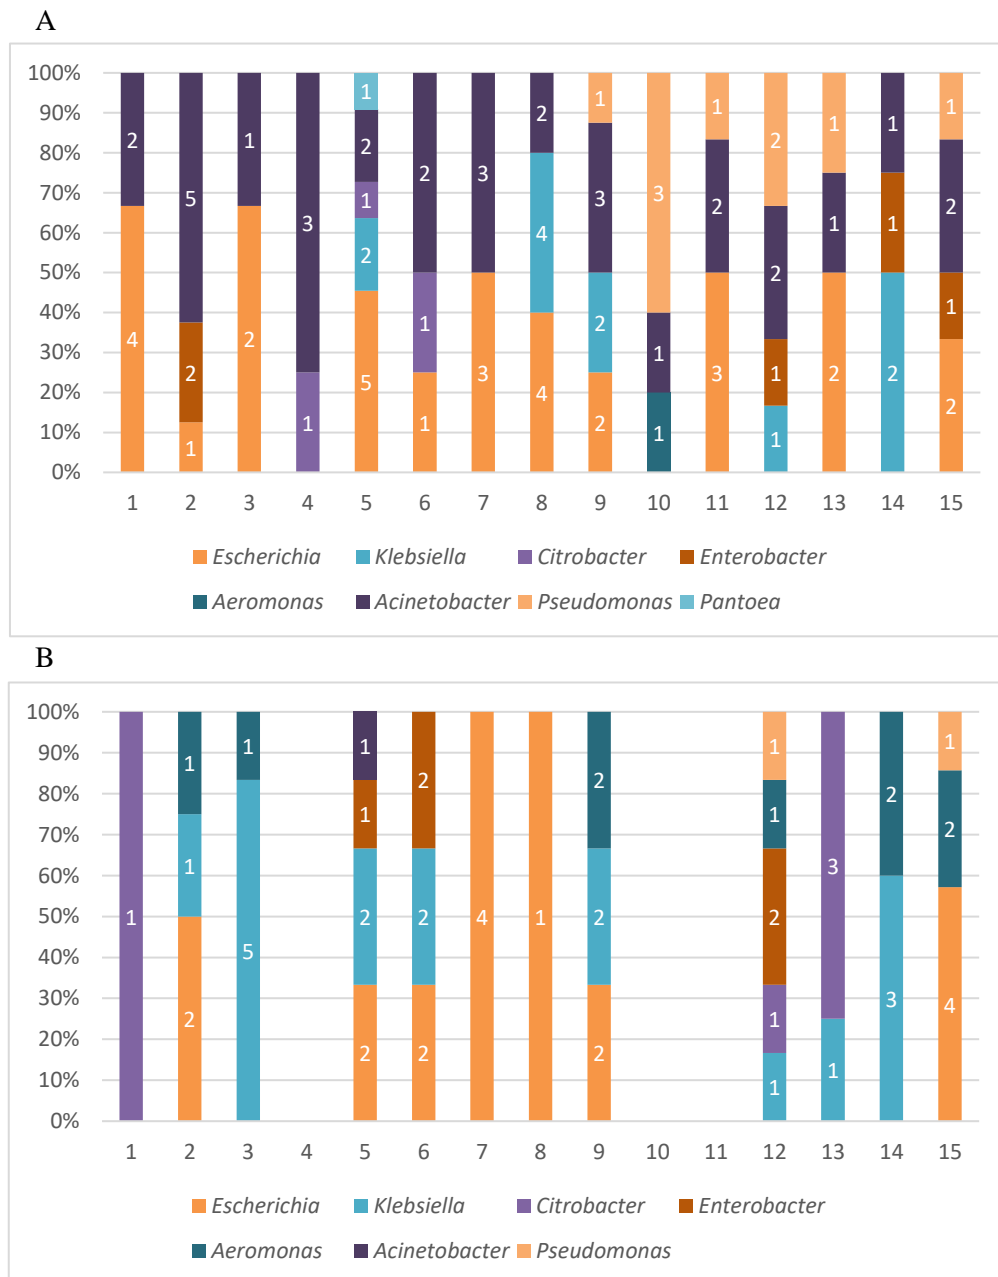 A
100%
90% 1 1
2 1 1 1 1
80% 2 1 2 2
2 3
70% 5 1 3 3 2 2
60% 3 4 1 1
50% 2
40% 4 2 2 1 2 1 1
30% 2 2 1
20% 5 1 3 4 2 3 1 2 2 2
10% 1 1 1 1
0%
1 2 3 4 5 6 7 8 9 10 11 12 13 14 15
Escherichia Klebsiella Citrobacter Enterobacter
Aeromonas Acinetobacter Pseudomonas Pantoea
B
100%
90% 1 1 1 1
80% 1 2 2 2 1
70% 1 1 2
60% 1 3
50% 1 4 1 2
40% 5 2 2 2
30% 3 4
20% 2 2 2 2 1
10% 1 1
0%
1 2 3 4 5 6 7 8 9 10 11 12 13 14 15
Escherichia Klebsiella Citrobacter Enterobacter
Aeromonas Acinetobacter Pseudomonas